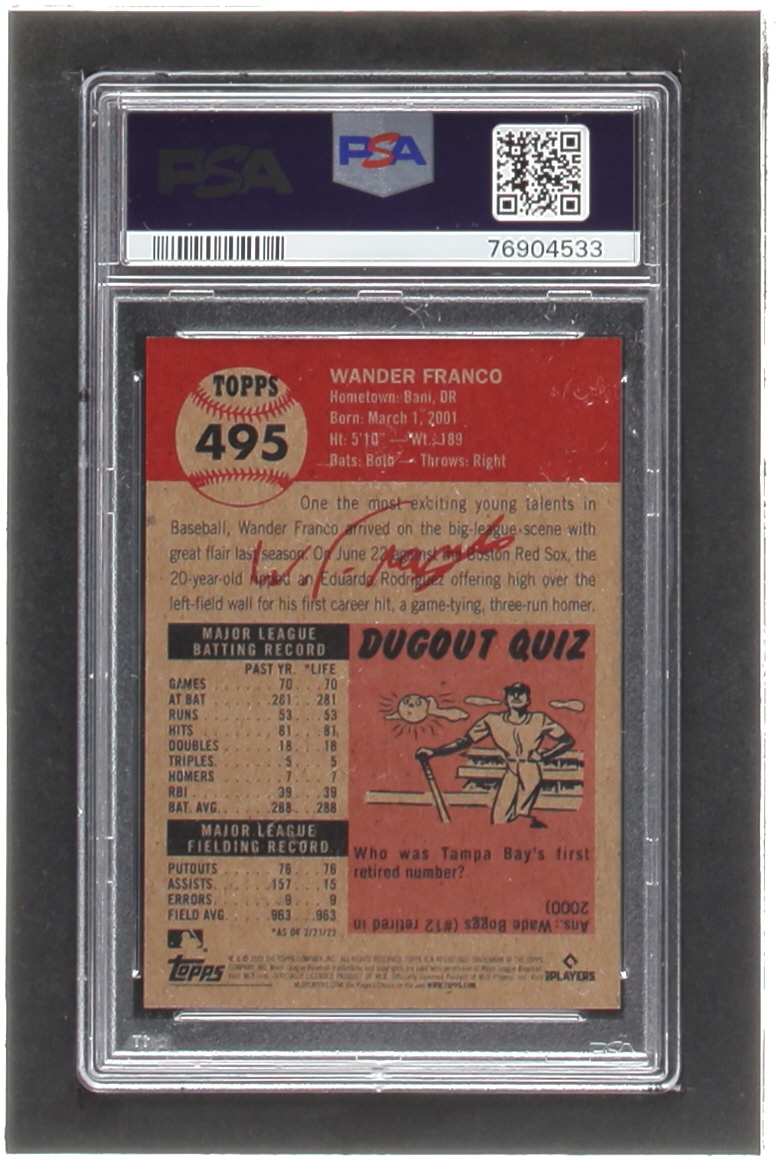 PSA
PSA
76904533
TOPPS
495
WANDER FRANCO
Hometown: Bani, DR
Born: March 1, 2001
Ht: 5'10" — Wt.: 189
Bats: Both — Throws: Right
One the most exciting young talents in
Baseball, Wander Franco arrived on the big-league scene with
great flair last season. On June 22 against the Boston Red Sox, the
20-year-old ripped an Eduardo Rodriguez offering high over the
left-field wall for his first career hit, a game-tying, three-run homer.
W Franco
MAJOR LEAGUE
BATTING RECORD
PAST YR. *LIFE
GAMES 70 70
AT BAT 281 281
RUNS 53 53
HITS 81 81
DOUBLES 18 18
TRIPLES 5 5
HOMERS 7 7
RBI 39 39
BAT. AVG. .288 .288
MAJOR LEAGUE
FIELDING RECORD
PUTOUTS 76 76
ASSISTS 157 15
ERRORS 9 9
FIELD AVG. .963 .963
*AS OF 2/21/22
DUGOUT QUIZ
Who was Tampa Bay's first
retired number?
Ans.: Wade Boggs (#12 retired in
2000)
topps
PLAYERS
WWW.TOPPS.COM
PSA